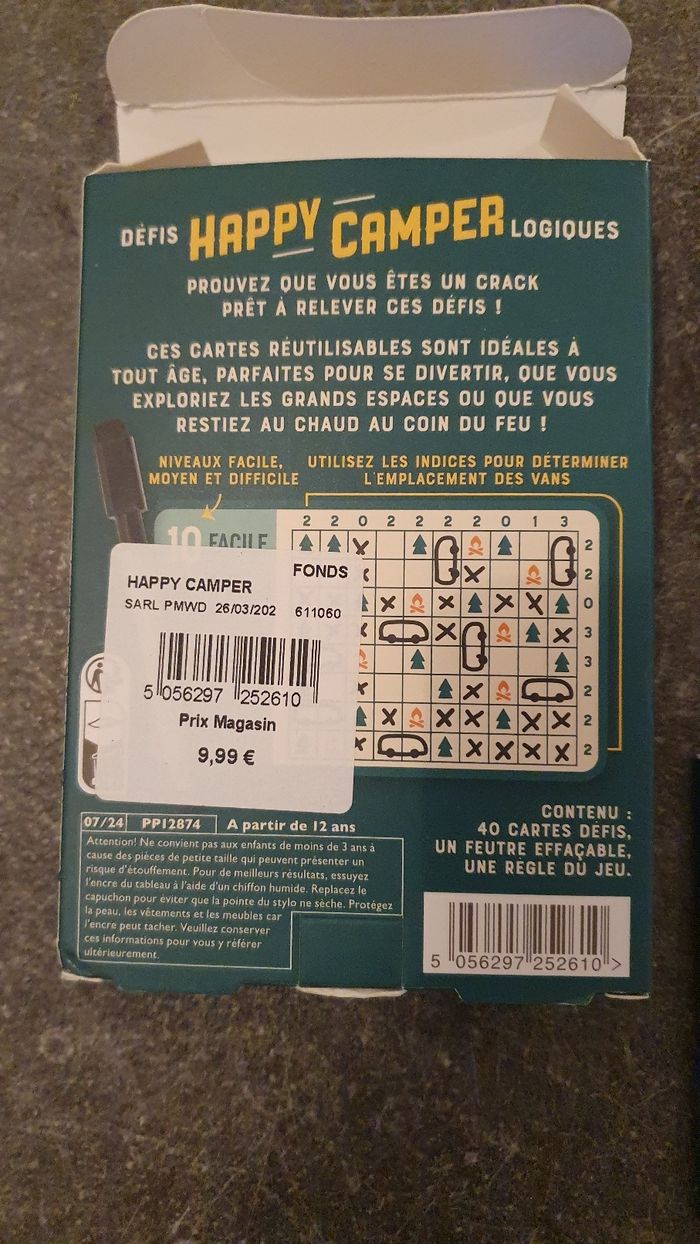 DÉFIS HAPPY CAMPER LOGIQUES
PROUVEZ QUE VOUS ÊTES UN CRACK
PRÊT À RELEVER CES DÉFIS !
CES CARTES RÉUTILISABLES SONT IDÉALES À
TOUT ÂGE, PARFAITES POUR SE DIVERTIR, QUE VOUS
EXPLORIEZ LES GRANDS ESPACES OU QUE VOUS
RESTIEZ AU CHAUD AU COIN DU FEU !
NIVEAUX FACILE,
MOYEN ET DIFFICILE
UTILISEZ LES INDICES POUR DÉTERMINER
L'EMPLACEMENT DES VANS
2 2 0 2 2 2 2 0 1 3
10 FACILE
2
2
0
3
3
2
2
2
FONDS
HAPPY CAMPER
SARL PMWD 26/03/202 611060
5 056297 252610
Prix Magasin
9,99 €
07/24 PP12874 A partir de 12 ans
Attention! Ne convient pas aux enfants de moins de 3 ans à
cause des pièces de petite taille qui peuvent présenter un
risque d'étouffement. Pour de meilleurs résultats, essuyez
l'encre du tableau à l'aide d'un chiffon humide. Replacez le
capuchon pour éviter que la pointe du stylo ne sèche. Protégez
la peau, les vêtements et les meubles car
l'encre peut tacher. Veuillez conserver
ces informations pour vous y référer
ultérieurement.
CONTENU :
40 CARTES DÉFIS,
UN FEUTRE EFFAÇABLE,
UNE RÈGLE DU JEU.
5 056297 252610 >